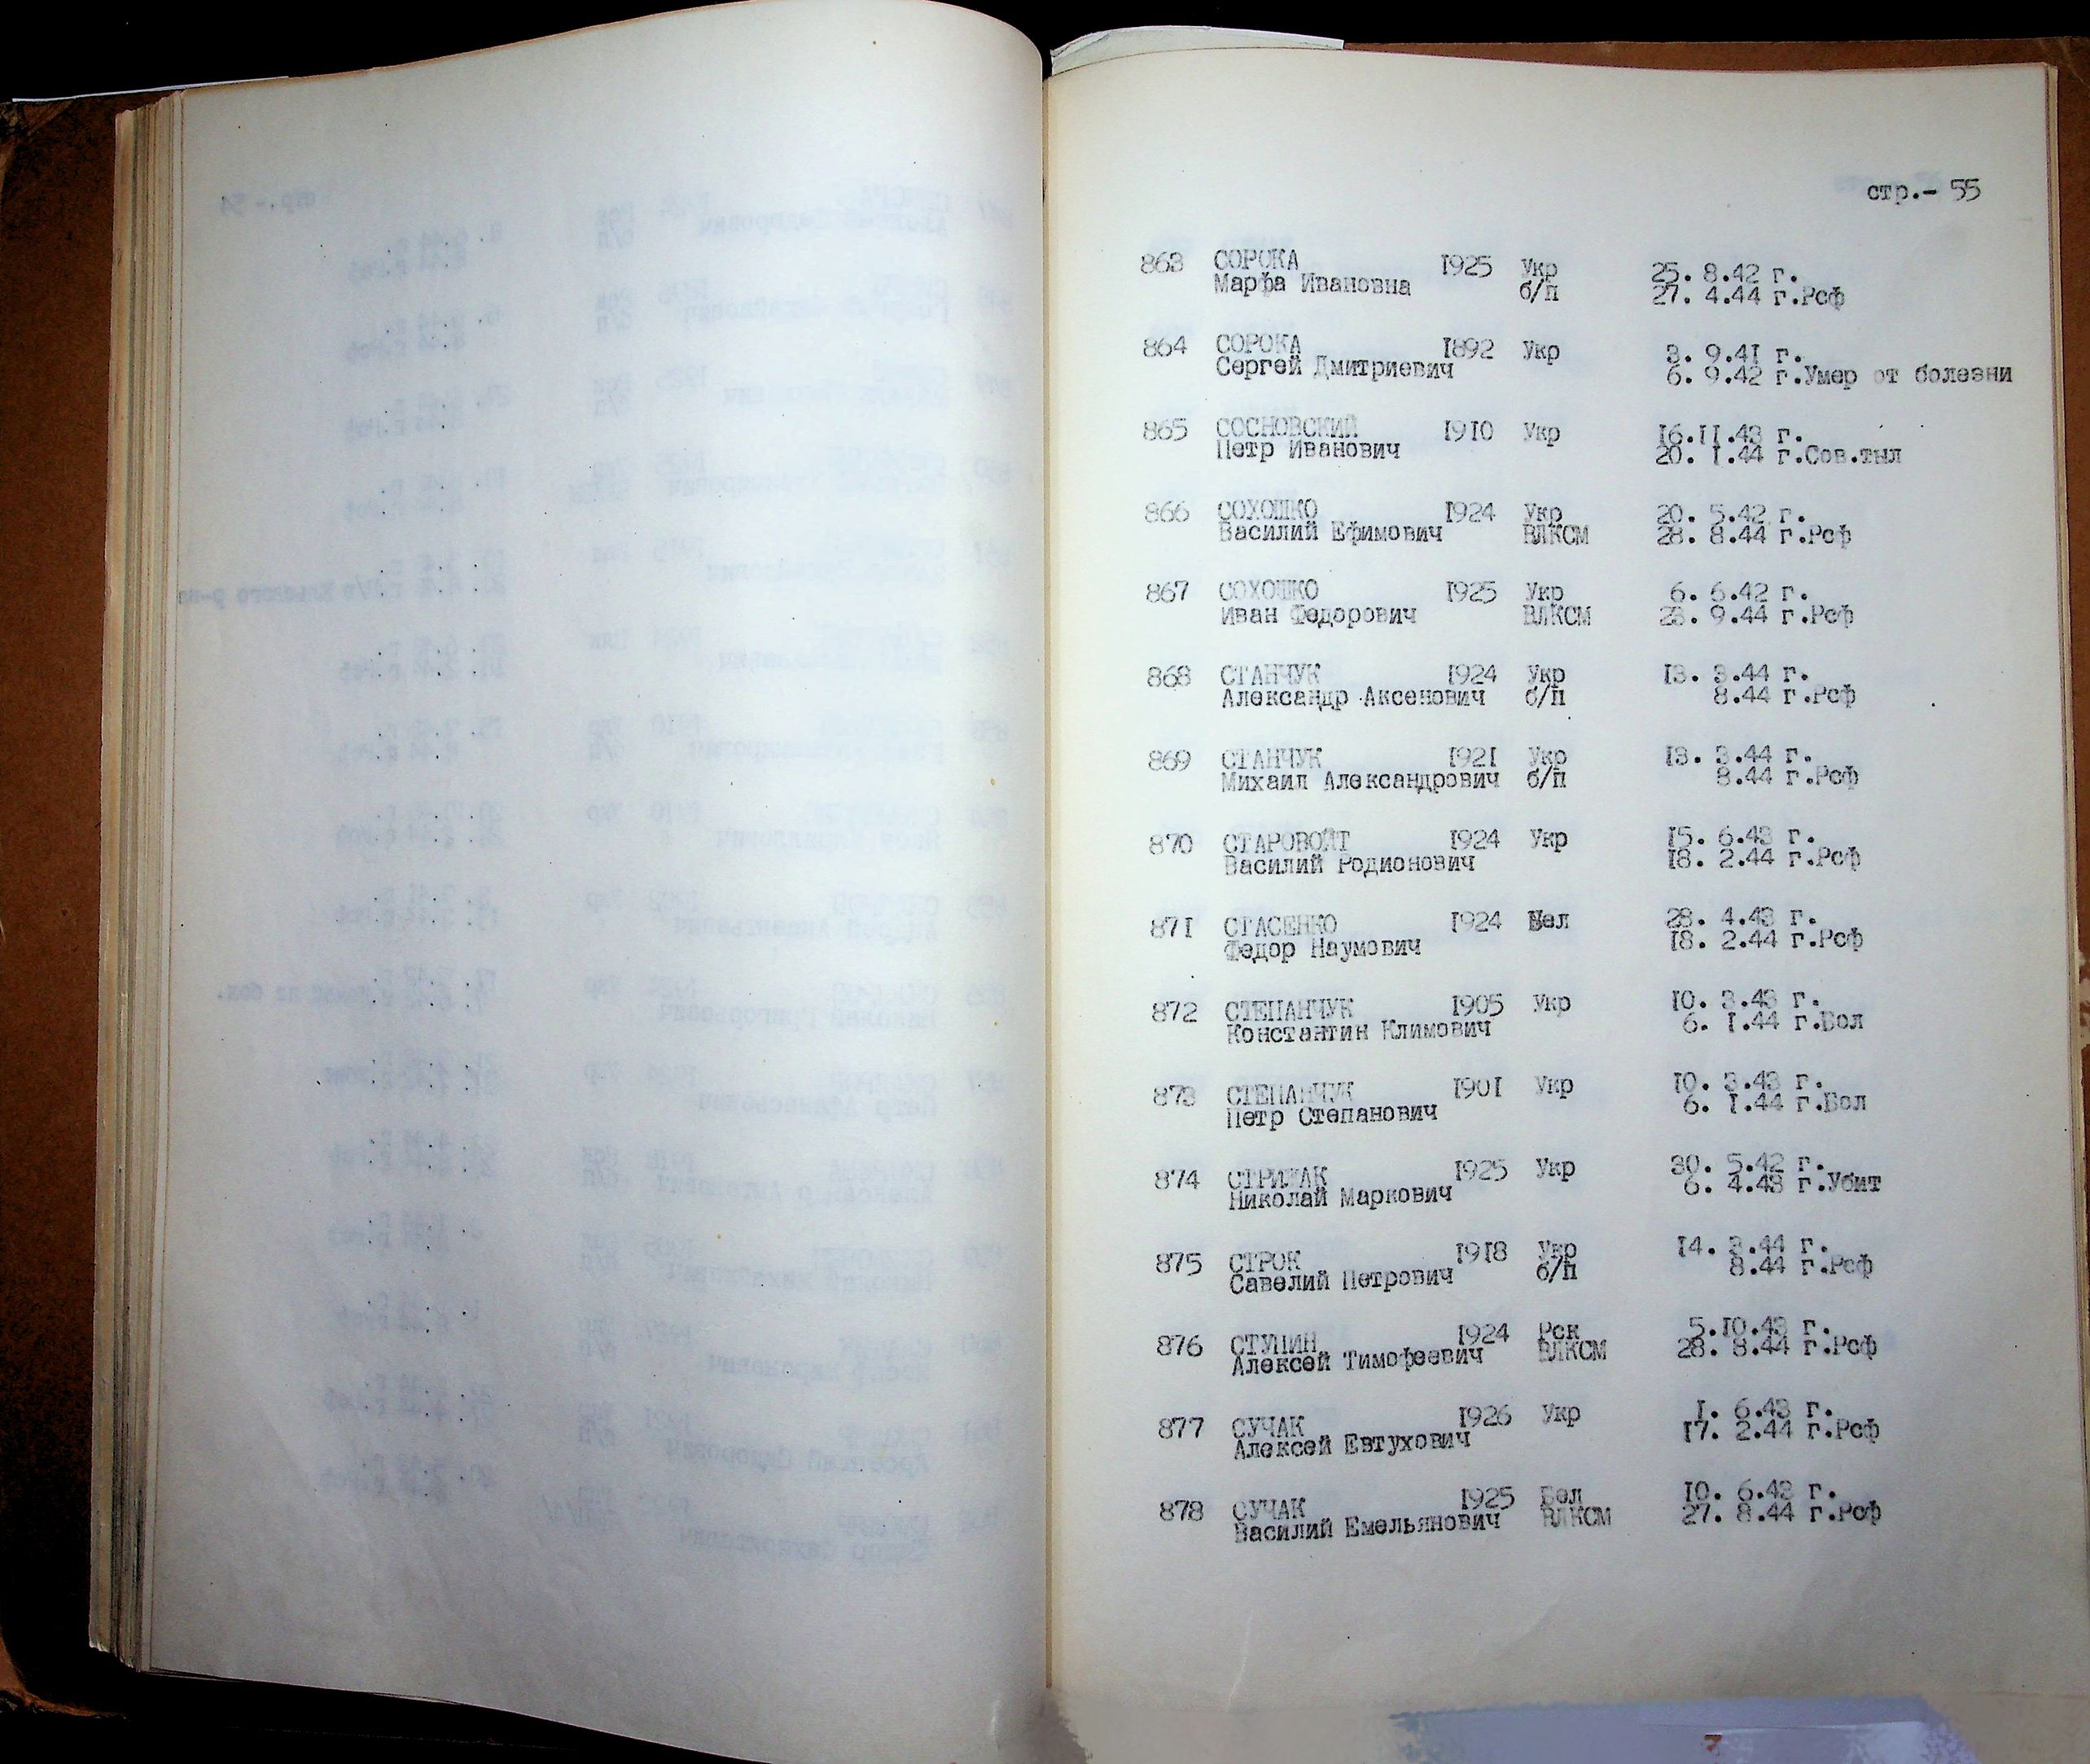 стр.- 55
863 СОРОКА 1925 Укр 25. 8.42 г.
Марфа Ивановна б/п 27. 4.44 г.Рсф
864 СОРОКА 1892 Укр 3. 9.41 г.
Сергей Дмитриевич 6. 9.42 г.Умер от болезни
865 СОСНОВСКИЙ 1910 Укр 16.11.43 г.
Петр Иванович 20. 1.44 г.Сов.тыл
866 СОХОШКО 1924 Укр 20. 5.42 г.
Василий Ефимович ВЛКСМ 28. 8.44 г.Рсф
867 СОХОШКО 1925 Укр 6. 6.42 г.
Иван Федорович ВЛКСМ 28. 9.44 г.Рсф
868 СТАНЧУК 1924 Укр 13. 3.44 г.
Александр Аксенович б/п 8.44 г.Рсф
869 СТАНЧУК 1921 Укр 13. 3.44 г.
Михаил Александрович б/п 8.44 г.Рсф
870 СТАРОВОЙТ 1924 Укр 15. 6.43 г.
Василий Родионович 18. 2.44 г.Рсф
871 СТАСЕНКО 1924 Бел 28. 4.43 г.
Федор Наумович 18. 2.44 г.Рсф
872 СТЕПАНЧУК 1905 Укр 10. 3.43 г.
Константин Климович 6. 1.44 г.Вол
873 СТЕПАНЧУК 1901 Укр 10. 3.43 г.
Петр Степанович 6. 1.44 г.Вол
874 СТРИЖАК 1925 Укр 30. 5.42 г.
Николай Маркович 6. 4.43 г.Убит
875 СТРОК 1918 Укр 14. 3.44 г.
Савелий Петрович б/п 8.44 г.Рсф
876 СТУПИН 1924 Рск 5.10.43 г.
Алексей Тимофеевич ВЛКСМ 28. 8.44 г.Рсф
877 СУЧАК 1926 Укр 1. 6.43 г.
Алексей Евтухович 17. 2.44 г.Рсф
878 СУЧАК 1925 Бел 10. 6.43 г.
Василий Емельянович ВЛКСМ 27. 8.44 г.Рсф